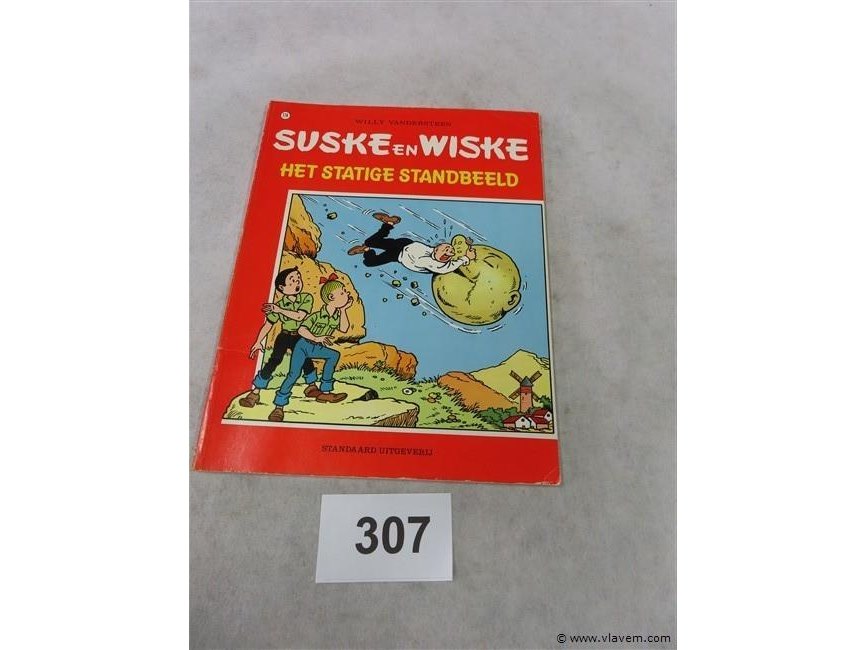 WILLY VANDERSTEEN
SUSKE EN WISKE
HET STATIGE STANDBEELD
STANDAARD UITGEVERIJ
307
© www.vlavem.com